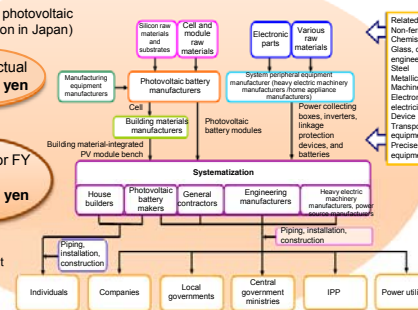 photovoltaic
on in Japan)
ctual
yen
or FY
yen
t
Silicon raw
materials
and
substrates
Cell and
module
raw
materials
Electronic
parts
Various
raw
materials
Manufacturing
equipment
manufacturers
Photovoltaic battery
manufacturers
System peripheral equipment
manufacturer (heavy electric machinery
manufacturers /home appliance
manufacturers)
Cell
Building materials
manufacturers
Photovoltaic
battery modules
Power collecting
boxes, inverters,
linkage
protection
devices, and
batteries
Building material-integrated
PV module bench
Systematization
House
builders
Photovoltaic
battery
makers
General
contractors
Engineering
manufacturers
Heavy electric
machinery
manufacturers, power
source manufacturers
Piping,
installation,
construction
Piping, installation,
construction
Individuals
Companies
Local
governments
Central
government
ministries
IPP
Power utili
Related
Non-fer
Chemis
Glass, c
enginee
Steel
Metallic
Machine
Electron
electrici
Device
Transpo
equipme
Precise
equipme